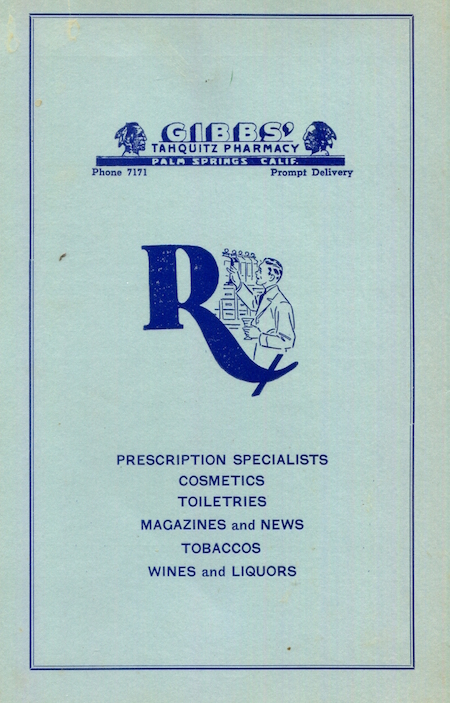 GIBBS'
TAHQUITZ PHARMACY
PALM SPRINGS CALIF.
Phone 7171 Prompt Delivery
Rx
PRESCRIPTION SPECIALISTS
COSMETICS
TOILETRIES
MAGAZINES and NEWS
TOBACCOS
WINES and LIQUORS